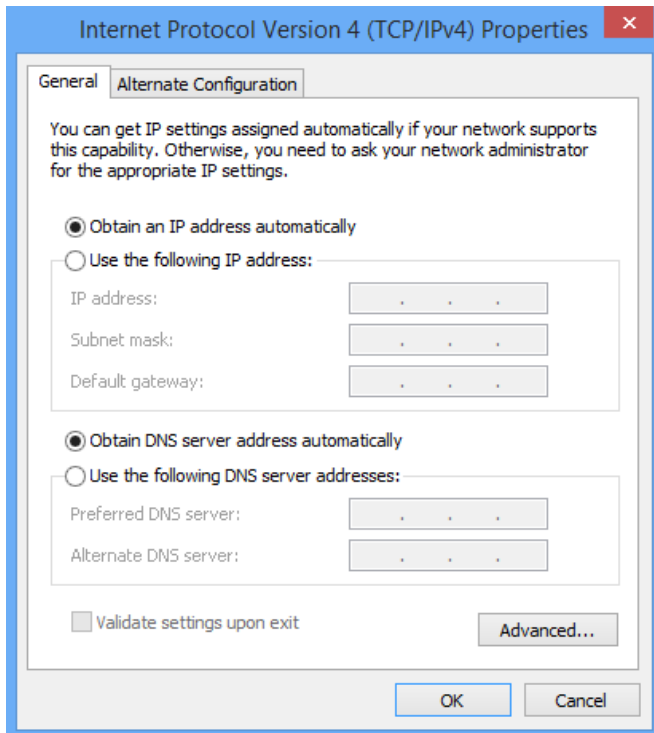 Internet Protocol Version 4 (TCP/IPv4) Properties
General
Alternate Configuration
You can get IP settings assigned automatically if your network supports
this capability. Otherwise, you need to ask your network administrator
for the appropriate IP settings.
Obtain an IP address automatically
Use the following IP address:
IP address:
Subnet mask:
Default gateway:
Obtain DNS server address automatically
Use the following DNS server addresses:
Preferred DNS server:
Alternate DNS server:
Validate settings upon exit
Advanced...
OK
Cancel